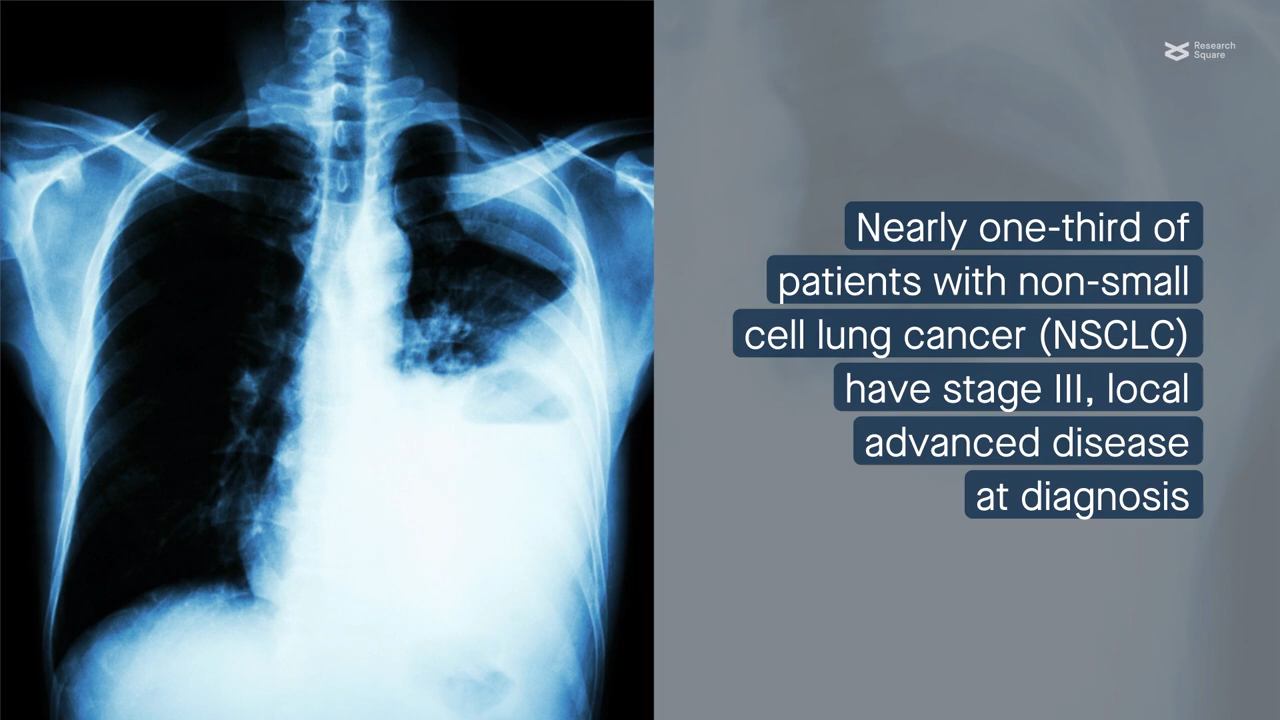 Research
Square
Nearly one-third of
patients with non-small
cell lung cancer (NSCLC)
have stage III, local
advanced disease
at diagnosis